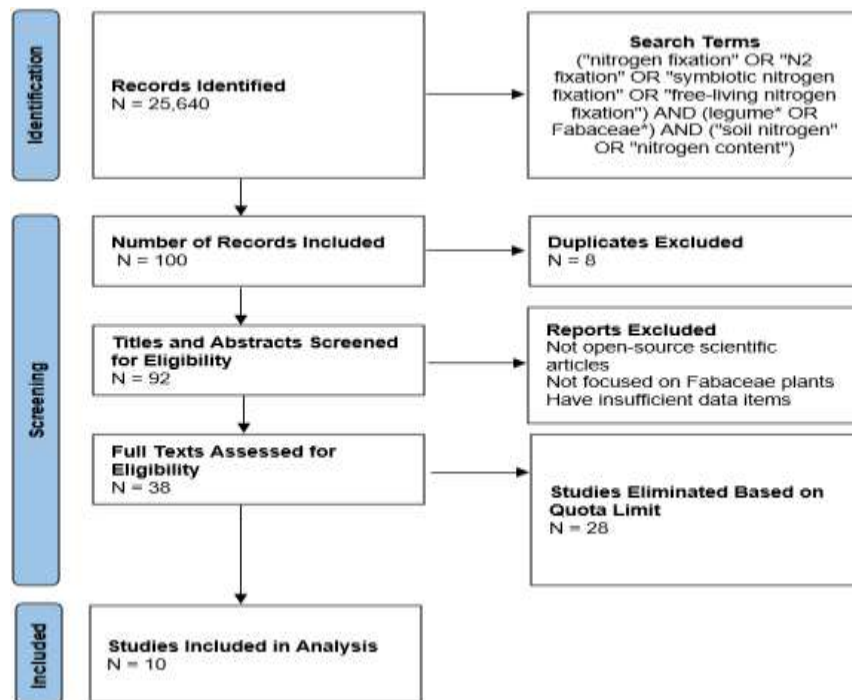 Identification
Records Identified
N = 25,640
Search Terms
("nitrogen fixation" OR "N2
fixation" OR "symbiotic nitrogen
fixation" OR "free-living nitrogen
fixation") AND (legume* OR
Fabaceae*) AND ("soil nitrogen"
OR "nitrogen content")
Screening
Number of Records Included
N = 100
Duplicates Excluded
N = 8
Titles and Abstracts Screened
for Eligibility
N = 92
Reports Excluded
Not open-source scientific
articles
Not focused on Fabaceae plants
Have insufficient data items
Full Texts Assessed for
Eligibility
N = 38
Studies Eliminated Based on
Quota Limit
N = 28
Included
Studies Included in Analysis
N = 10